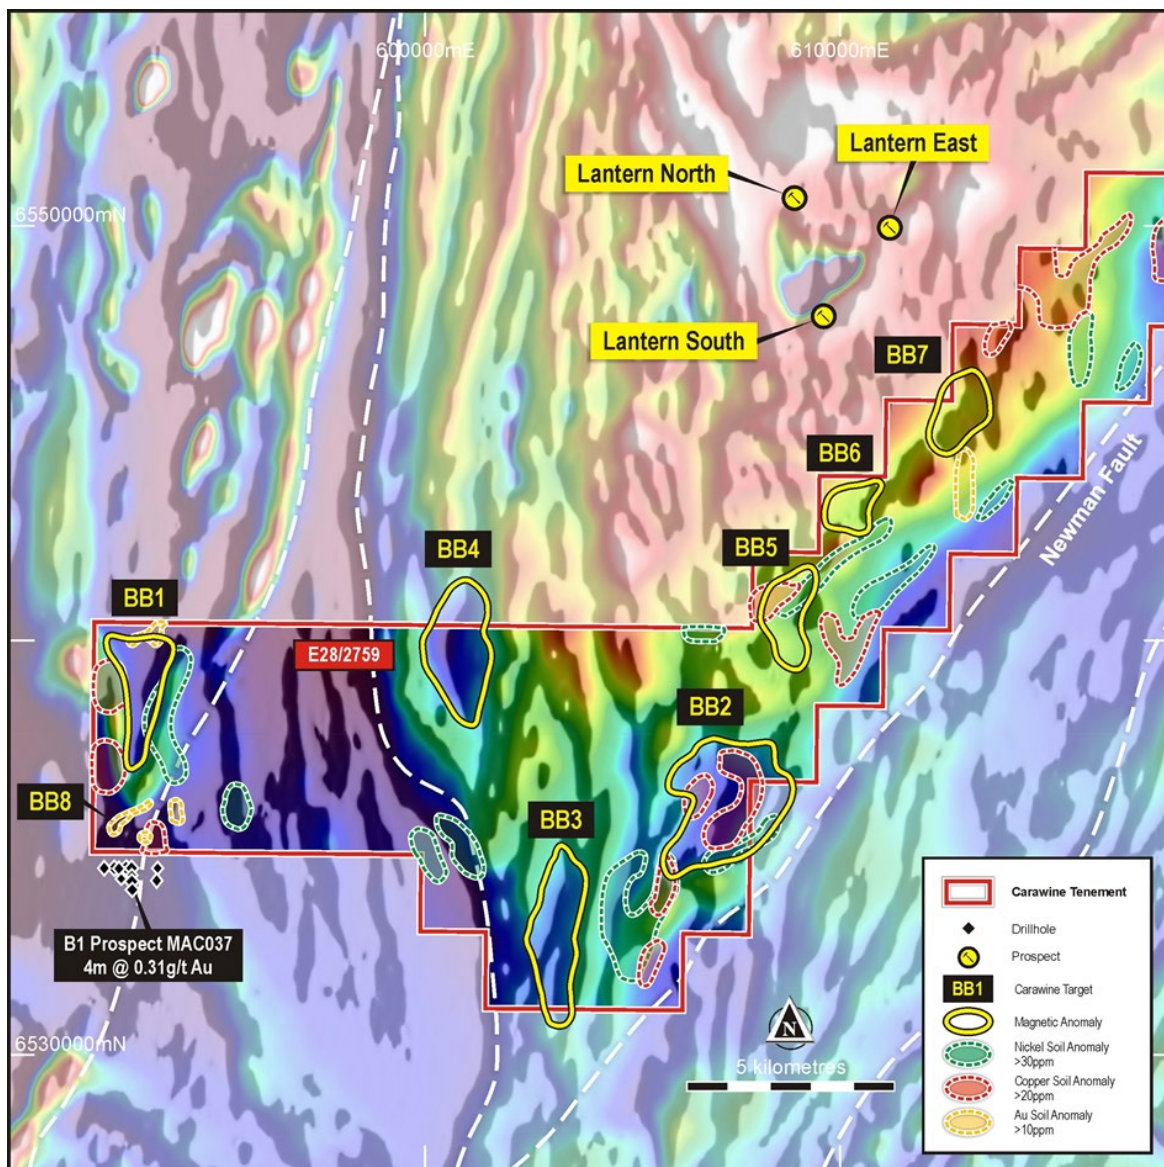 600000mE
610000mE
Lantern East
Lantern North
6550000mN
Lantern South
BB7
BB6
Newman Fault
BB4
BB5
BB1
E28/2759
BB2
BB8
BB3
B1 Prospect MAC037
4m @ 0.31g/t Au
6530000mN
N
5 kilometres
Carawine Tenement
Drillhole
Prospect
BB1
Carawine Target
Magnetic Anomaly
Nickel Soil Anomaly
>30ppm
Copper Soil Anomaly
>20ppm
Au Soil Anomaly
>10ppm